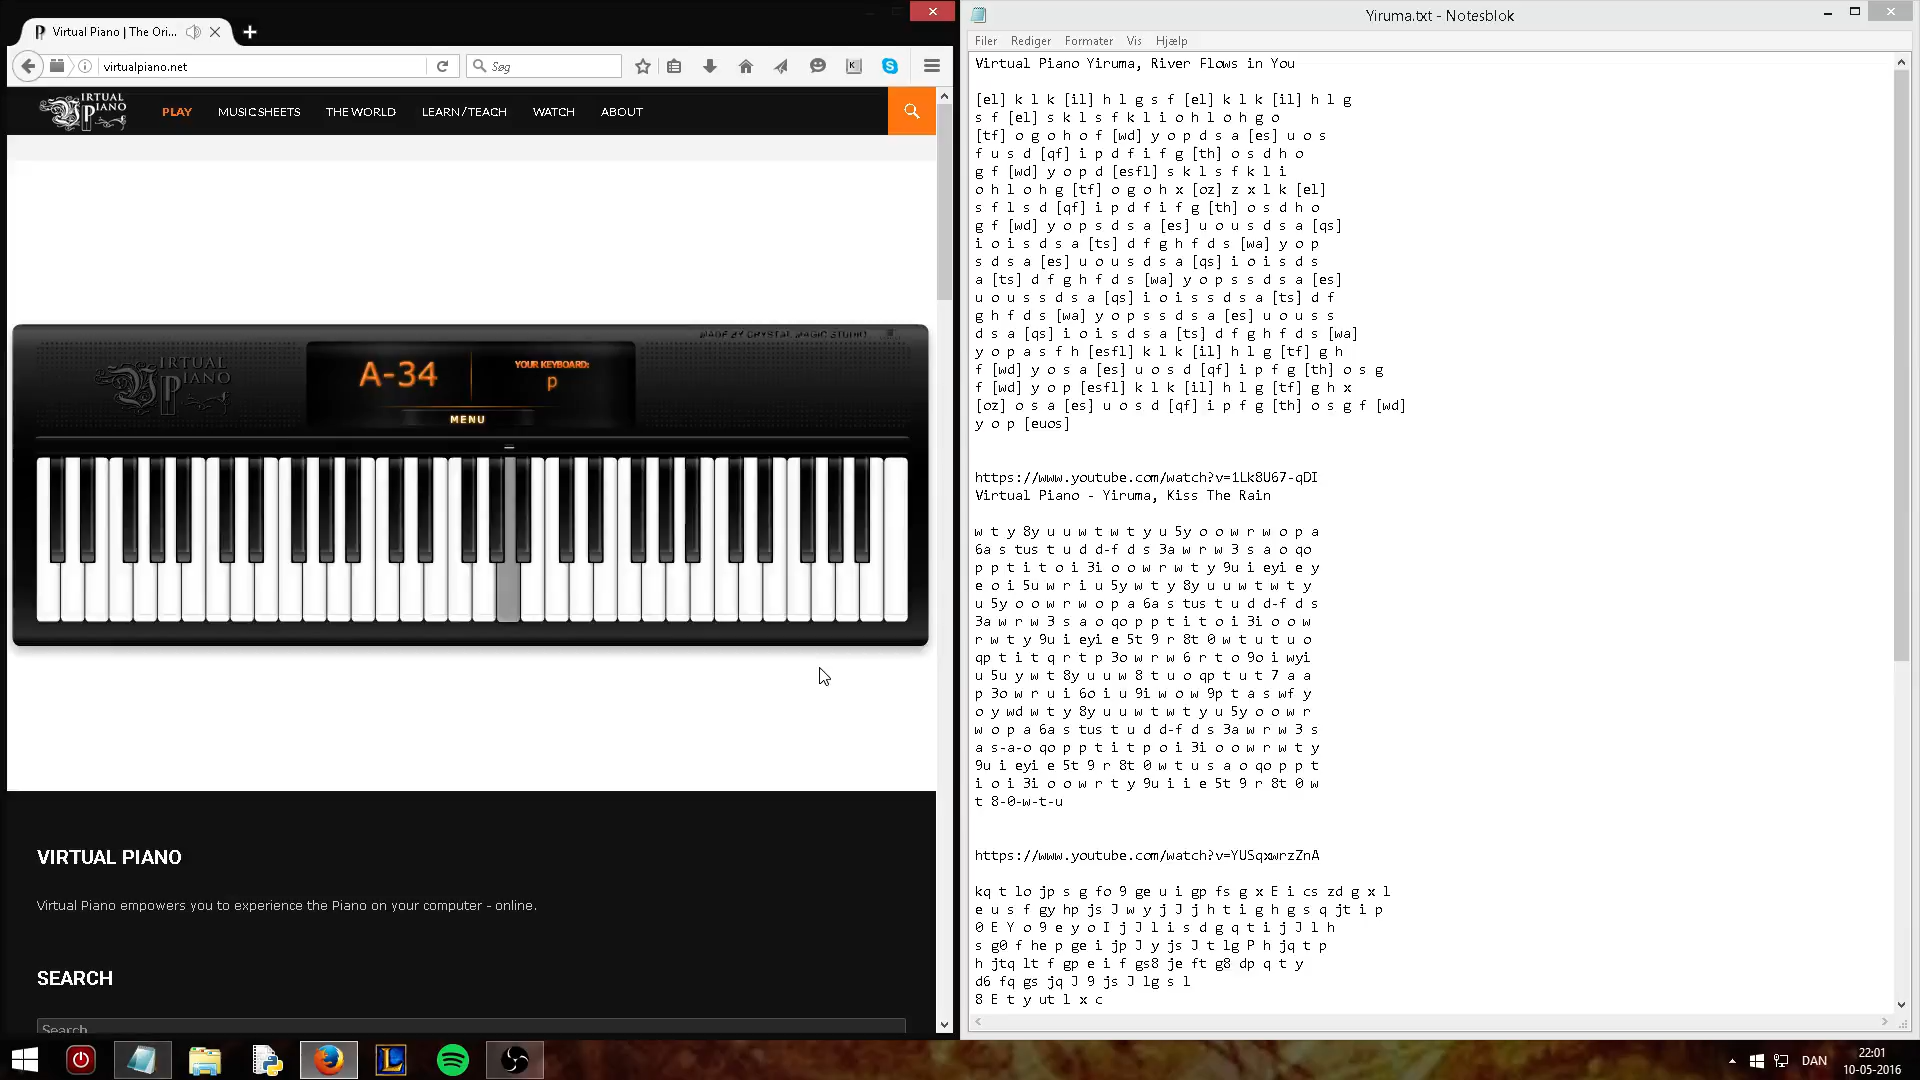 Virtual Piano | The Ori...
virtualpiano.net
Søg
VIRTUAL PIANO
PLAY
MUSIC SHEETS
THE WORLD
LEARN / TEACH
WATCH
ABOUT
MADE BY CRYSTAL MAGIC STUDIO
VIRTUAL PIANO
A-34
YOUR KEYBOARD:
p
MENU
VIRTUAL PIANO
Virtual Piano empowers you to experience the Piano on your computer - online.
SEARCH
Search
Yiruma.txt - Notesblok
Filer Rediger Formater Vis Hjælp
Virtual Piano Yiruma, River Flows in You
[el] k l k [il] h l g s f [el] k l k [il] h l g
s f [el] s k l s f k l i o h l o h g o
[tf] o g o h o f [wd] y o p d s a [es] u o s
f u s d [qf] i p d f i f g [th] o s d h o
g f [wd] y o p d [esfl] s k l s f k l i
o h l o h g [tf] o g o h x [oz] z x l k [el]
s f l s d [qf] i p d f i f g [th] o s d h o
g f [wd] y o p s d s a [es] u o u s d s a [qs]
i o i s d s a [ts] d f g h f d s [wa] y o p
s d s a [es] u o u s d s a [qs] i o i s d s
a [ts] d f g h f d s [wa] y o p s s d s a [es]
u o u s s d s a [qs] i o i s s d s a [ts] d f
g h f d s [wa] y o p s s d s a [es] u o u s s
d s a [qs] i o i s d s a [ts] d f g h f d s [wa]
y o p a s f h [esfl] k l k [il] h l g [tf] g h
f [wd] y o s a [es] u o s d [qf] i p f g [th] o s g
f [wd] y o p [esfl] k l k [il] h l g [tf] g h x
[oz] o s a [es] u o s d [qf] i p f g [th] o s g f [wd]
y o p [euos]
https://www.youtube.com/watch?v=1Lk8U67-qDI
Virtual Piano - Yiruma, Kiss The Rain
w t y 8y u u w t w t y u 5y o o w r w o p a
6a s tus t u d d-f d s 3a w r w 3 s a o qo
p p t i t o i 3i o o w r w t y 9u i eyi e y
e o i 5u w r i u 5y w t y 8y u u w t w t y
u 5y o o w r w o p a 6a s tus t u d d-f d s
3a w r w 3 s a o qo p p t i t o i 3i o o w
r w t y 9u i eyi e 5t 9 r 8t 0 w t u t u o
qp t i t q r t p 3o w r w 6 r t o 9o i wyi
u 5u y w t 8y u u w 8 t u o qp t u t 7 a a
p 3o w r u i 6o i u 9i w o w 9p t a s wf y
o y wd w t y 8y u u w t w t y u 5y o o w r
w o p a 6a s tus t u d d-f d s 3a w r w 3 s
a s-a-o qo p p t i t p o i 3i o o w r w t y
9u i eyi e 5t 9 r 8t 0 w t u s a o qo p p t
i o i 3i o o w r t y 9u i i e 5t 9 r 8t 0 w
t 8-0-w-t-u
https://www.youtube.com/watch?v=YUSqxwrzZnA
kq t lo jp s g fo 9 ge u i gp fs g x E i cs zd g x l
e u s f gy hp js J w y j J j h t i g h g s q jt i p
0 E Y o 9 e y o I j J l i s d g q t i j J l h
s g0 f he p ge i jp J y js J t lg P h jq t p
h jtq lt f gp e i f gs8 je ft g8 dp q t y
d6 fq gs jq J 9 js J lg s l
8 E t y ut l x c
DAN
22:01
10-05-2016